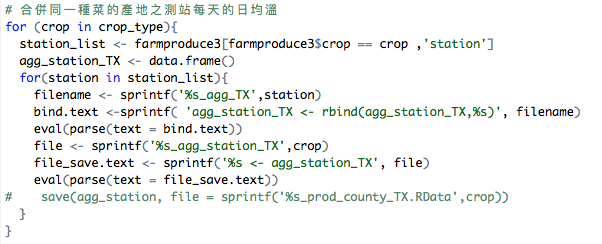 # 合併同一種菜的產地之測站每天的日均溫
for (crop in crop_type){
  station_list <- farmproduce3[farmproduce3$crop == crop ,'station']
  agg_station_TX <- data.frame()
  for(station in station_list){
    filename <- sprintf('%s_agg_TX',station)
    bind.text <-sprintf( 'agg_station_TX <- rbind(agg_station_TX,%s)', filename)
    eval(parse(text = bind.text))
    file <- sprintf('%s_agg_station_TX',crop)
    file_save.text <- sprintf('%s <- agg_station_TX', file)
    eval(parse(text = file_save.text))
#    save(agg_station, file = sprintf('%s_prod_county_TX.RData',crop))
  }
}